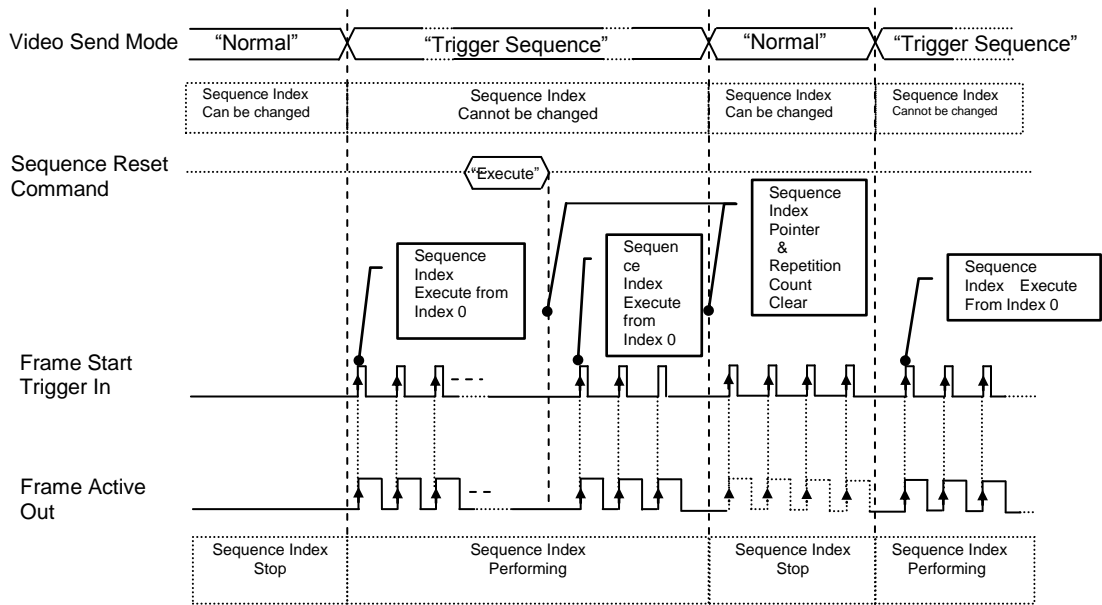 Video Send Mode
“Normal”
“Trigger Sequence”
“Normal”
“Trigger Sequence”
Sequence Index
Can be changed
Sequence Index
Cannot be changed
Sequence Index
Can be changed
Sequence Index
Cannot be changed
Sequence Reset
Command
“Execute”
Sequence
Index
Execute from
Index 0
Sequen
ce
Index
Execute
from
Index 0
Sequence
Index
Pointer
&
Repetition
Count
Clear
Sequence
Index Execute
From Index 0
Frame Start
Trigger In
Frame Active
Out
Sequence Index
Stop
Sequence Index
Performing
Sequence Index
Stop
Sequence Index
Performing